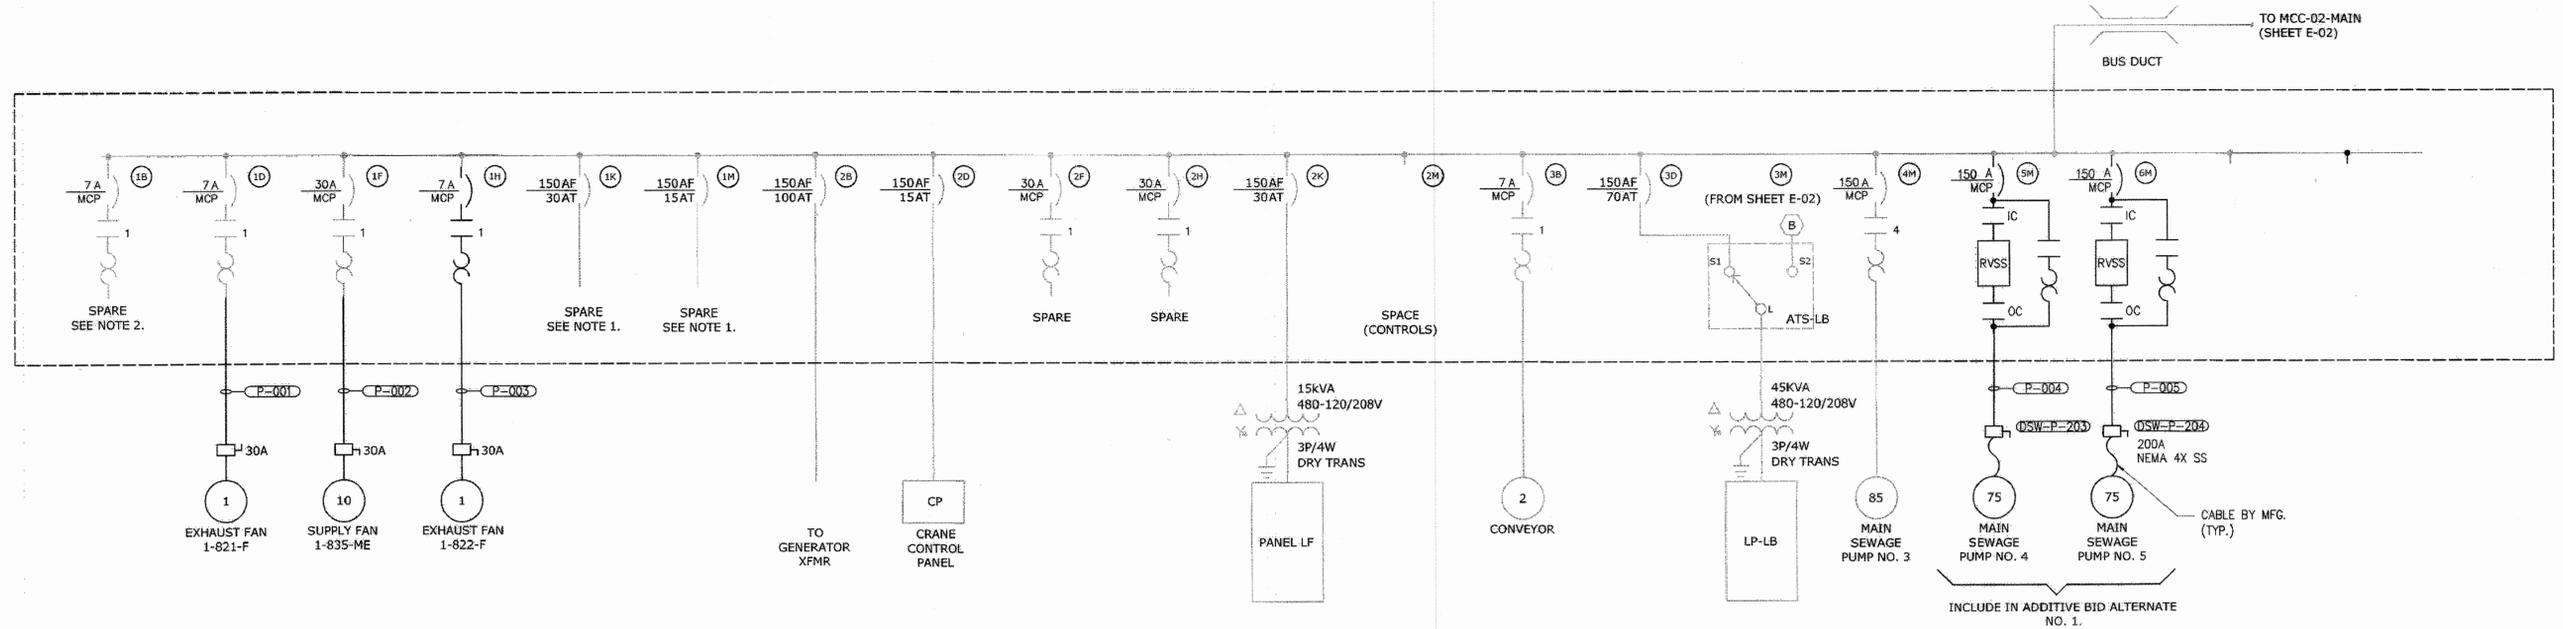 TO MCC-02-MAIN
(SHEET E-02)
BUS DUCT
7A
MCP
1B
1
SPARE
SEE NOTE 2.
7A
MCP
1D
1
P-001
30A
1
EXHAUST FAN
1-821-F
30A
MCP
1F
1
P-002
30A
10
SUPPLY FAN
1-835-ME
7A
MCP
1H
1
P-003
30A
1
EXHAUST FAN
1-822-F
150AF
30AT
1K
SPARE
SEE NOTE 1.
150AF
15AT
1M
SPARE
SEE NOTE 1.
150AF
100AT
2B
TO
GENERATOR
XFMR
150AF
15AT
2D
CP
CRANE
CONTROL
PANEL
30A
MCP
2F
1
SPARE
30A
MCP
2H
1
SPARE
150AF
30AT
2K
15kVA
480-120/208V
3P/4W
DRY TRANS
PANEL LF
2M
SPACE
(CONTROLS)
7A
MCP
3B
1
2
CONVEYOR
150AF
70AT
3D
3M
(FROM SHEET E-02)
B
S1
S2
L
ATS-LB
45KVA
480-120/208V
3P/4W
DRY TRANS
LP-LB
150A
MCP
4M
4
85
MAIN
SEWAGE
PUMP NO. 3
150 A
MCP
5M
IC
RVSS
OC
P-004
DSW-P-203
75
MAIN
SEWAGE
PUMP NO. 4
150 A
MCP
6M
IC
RVSS
OC
P-005
DSW-P-204
200A
NEMA 4X SS
75
MAIN
SEWAGE
PUMP NO. 5
CABLE BY MFG.
(TYP.)
INCLUDE IN ADDITIVE BID ALTERNATE
NO. 1.